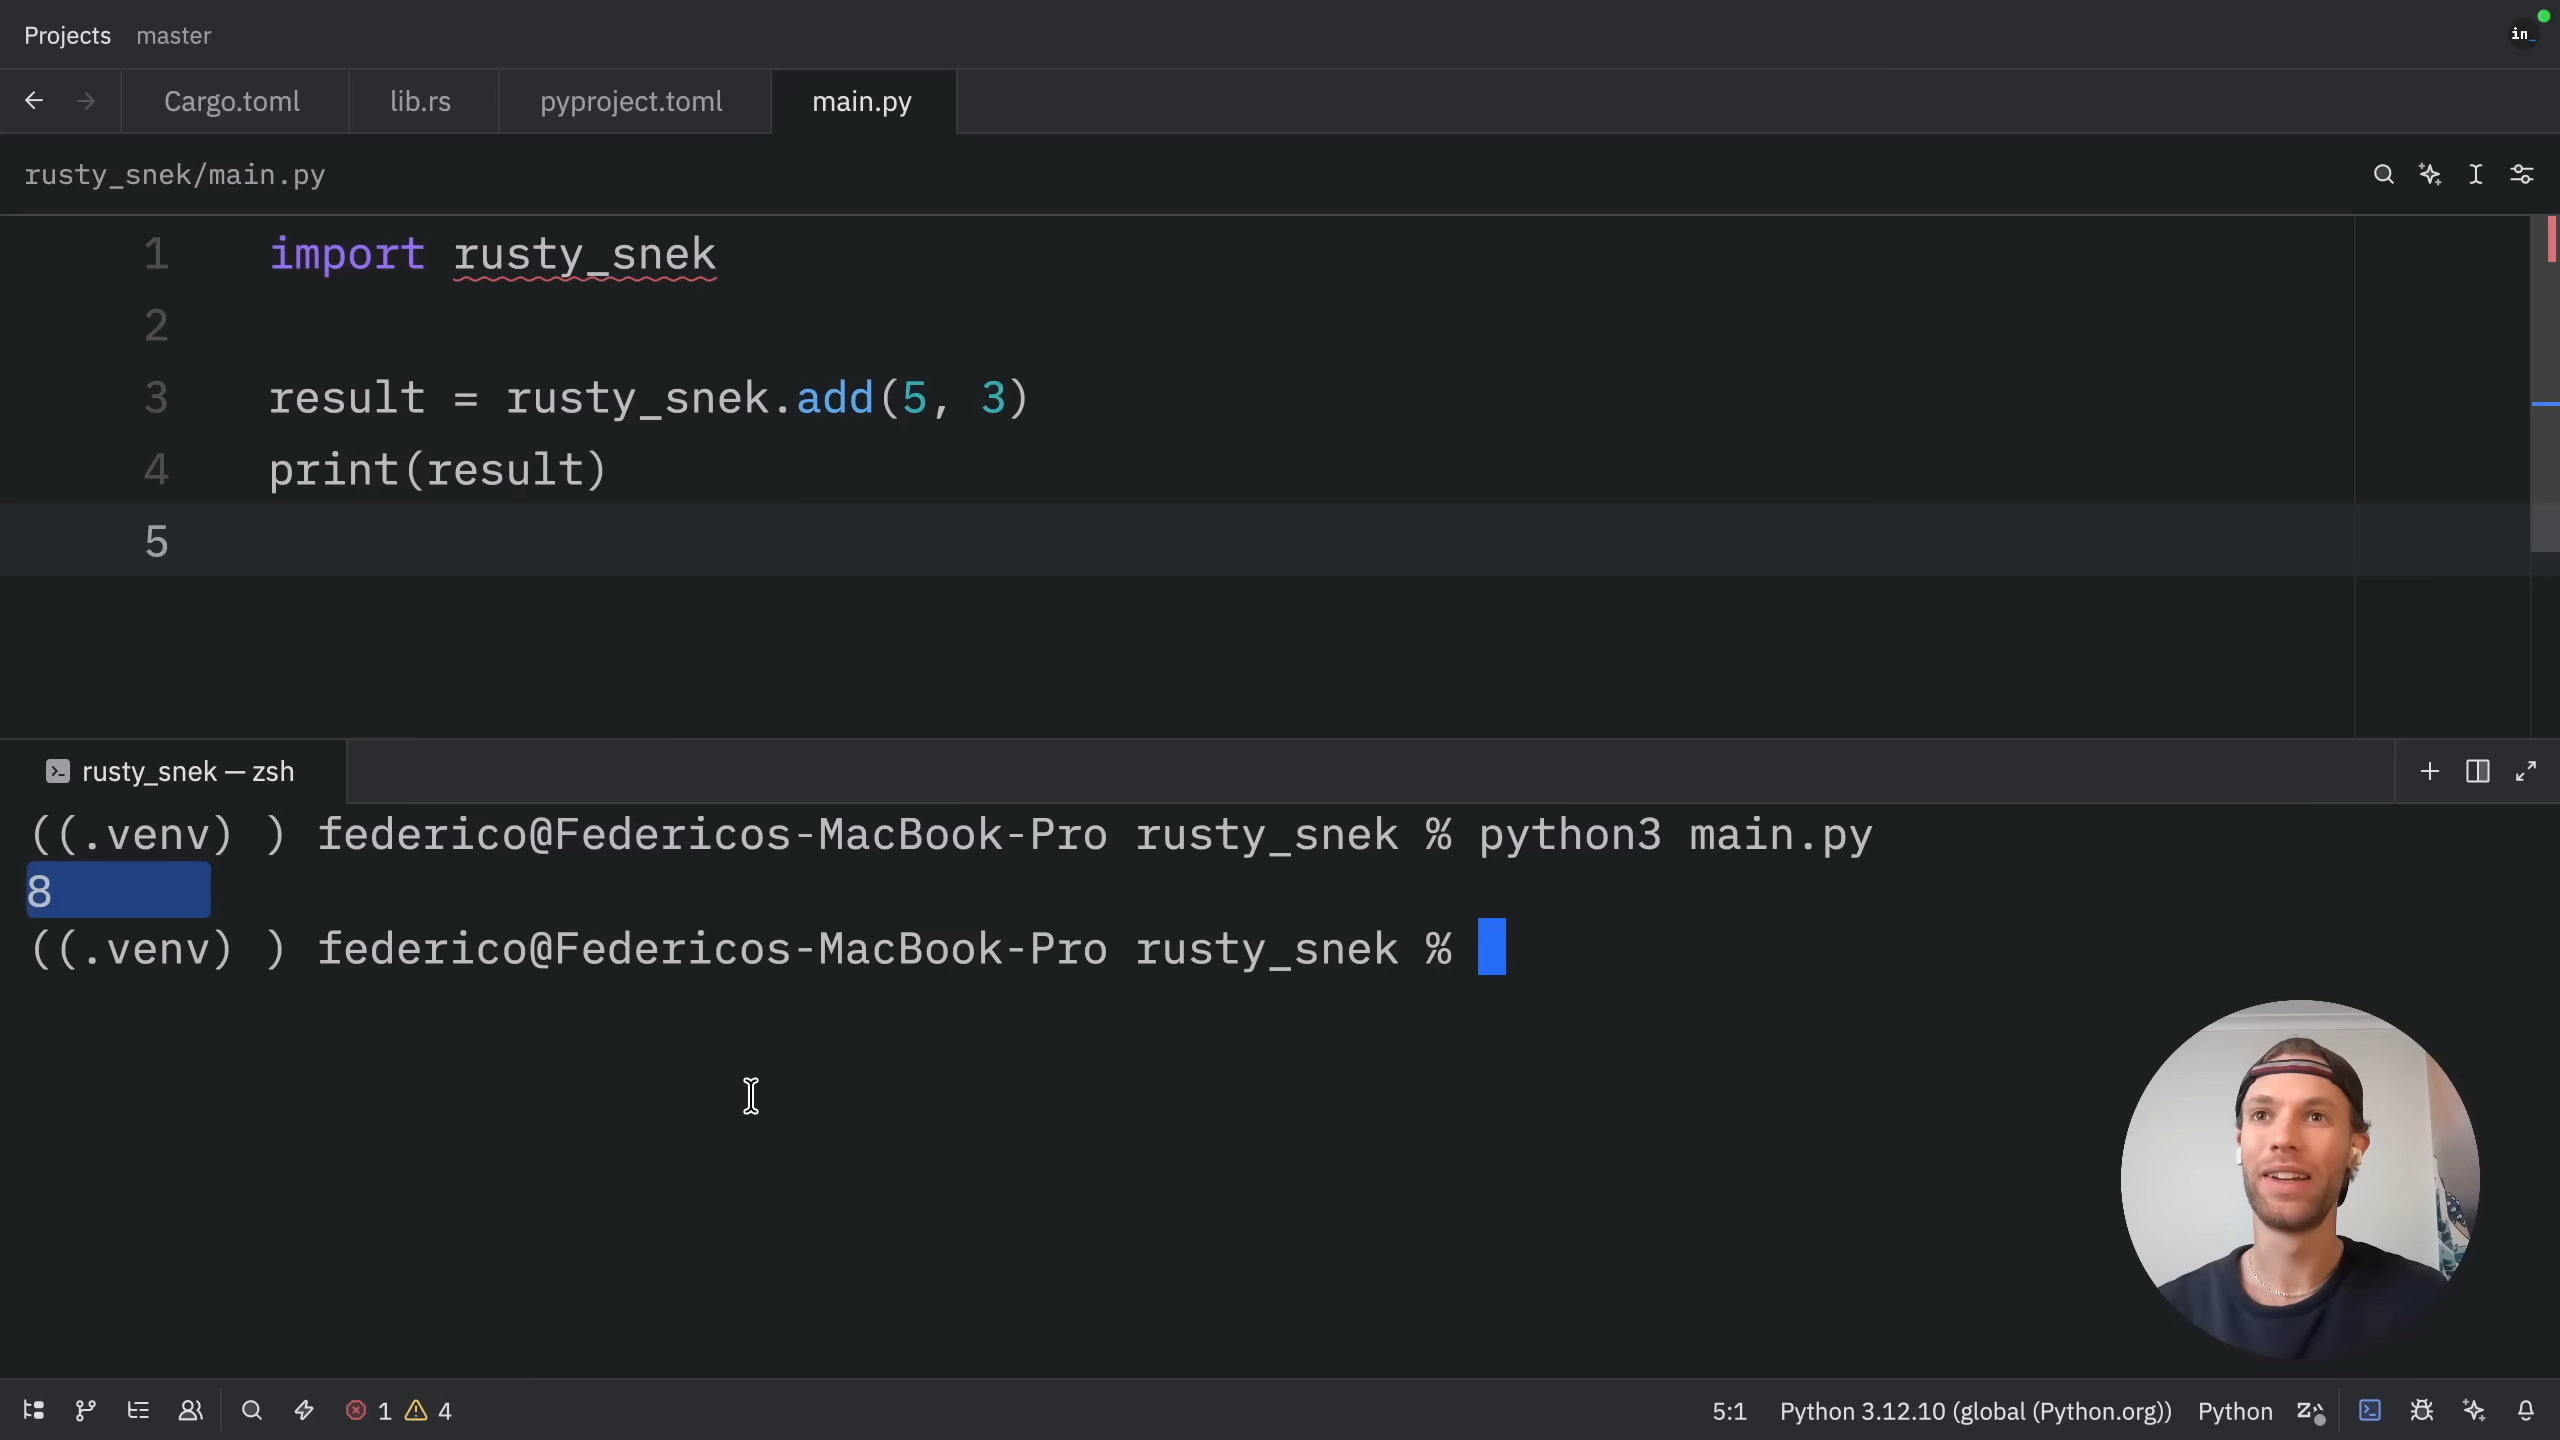 Projects master
in_
Cargo.toml lib.rs pyproject.toml main.py
rusty_snek/main.py
1 import rusty_snek
2
3 result = rusty_snek.add(5, 3)
4 print(result)
5
rusty_snek — zsh
((.venv) ) federico@Federicos-MacBook-Pro rusty_snek % python3 main.py
8
((.venv) ) federico@Federicos-MacBook-Pro rusty_snek %
1 4 5:1 Python 3.12.10 (global (Python.org)) Python